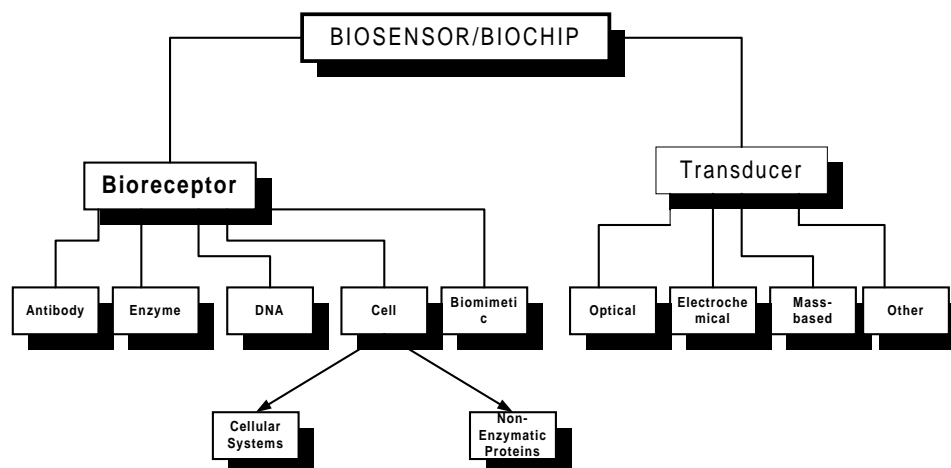 BIOSENSOR/BIOCHIP
Bioreceptor
Transducer
Antibody
Enzyme
DNA
Cell
Biomimeti
c
Optical
Electroche
mical
Mass-
based
Other
Cellular
Systems
Non-
Enzymatic
Proteins